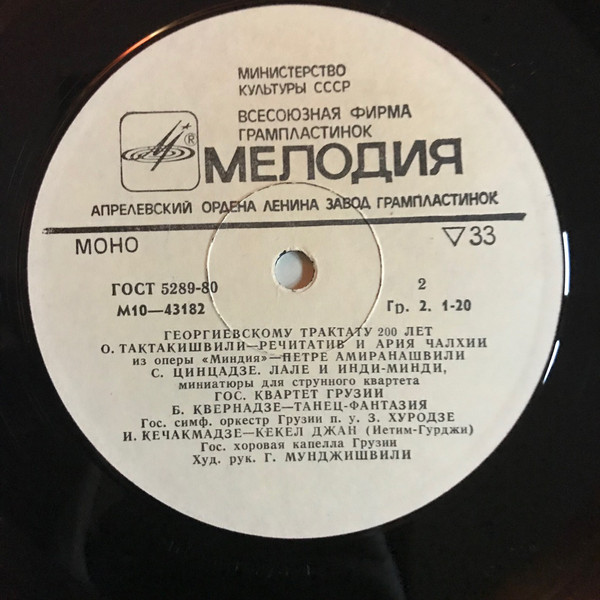 МИНИСТЕРСТВО
КУЛЬТУРЫ СССР
ВСЕСОЮЗНАЯ ФИРМА
ГРАМПЛАСТИНОК
®
МЕЛОДИЯ
АПРЕЛЕВСКИЙ ОРДЕНА ЛЕНИНА ЗАВОД ГРАМПЛАСТИНОК
МОНО ▽33
ГОСТ 5289-80 2
М10—43182 Гр. 2. 1-20
ГЕОРГИЕВСКОМУ ТРАКТАТУ 200 ЛЕТ
О. ТАКТАКИШВИЛИ—РЕЧИТАТИВ И АРИЯ ЧАЛХИИ
из оперы «Миндия»—ПЕТРЕ АМИРАНАШВИЛИ
С. ЦИНЦАДЗЕ. ЛАЛЕ И ИНДИ-МИНДИ,
миниатюры для струнного квартета
ГОС. КВАРТЕТ ГРУЗИИ
Б. КВЕРНАДЗЕ—ТАНЕЦ-ФАНТАЗИЯ
Гос. симф. оркестр Грузии п. у. З. ХУРОДЗЕ
И. КЕЧАКМАДЗЕ—КЕКЕЛ ДЖАН (Иетим-Гурджи)
Гос. хоровая капелла Грузии
Худ. рук. Г. МУНДЖИШВИЛИ